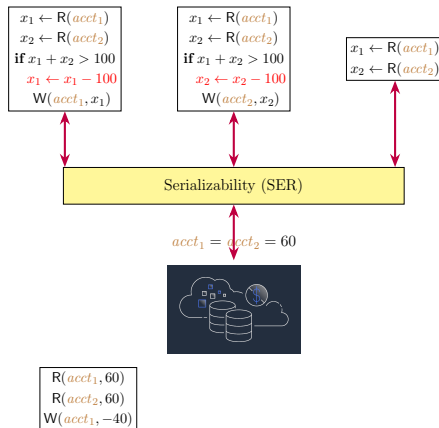 x₁ ← R(acct₁)
x₂ ← R(acct₂)
if x₁ + x₂ > 100
x₁ ← x₁ − 100
W(acct₁, x₁)
x₁ ← R(acct₁)
x₂ ← R(acct₂)
if x₁ + x₂ > 100
x₂ ← x₂ − 100
W(acct₂, x₂)
x₁ ← R(acct₁)
x₂ ← R(acct₂)
Serializability (SER)
acct₁ = acct₂ = 60
R(acct₁, 60)
R(acct₂, 60)
W(acct₁, −40)